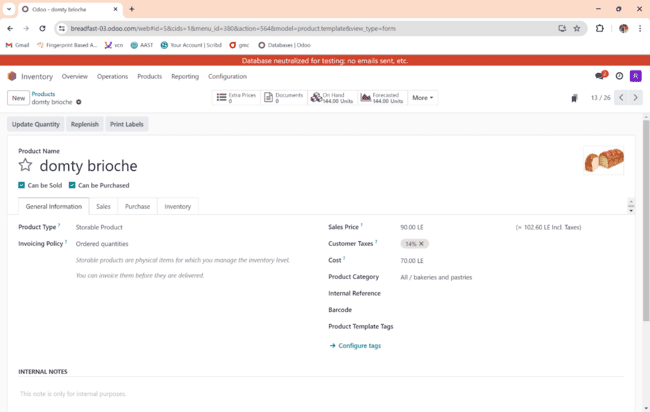 Odoo - domty brioche
breadfast-03.odoo.com/web#id=5&cids=1&menu_id=380&action=564&model=product.template&view_type=form
Gmail Fingerprint Based A... vcn AAST Your Account | Scribd gmc Databases | Odoo
Database neutralized for testing: no emails sent, etc.
Inventory Overview Operations Products Reporting Configuration 2 R
New Products
domty brioche
Extra Prices 0 Documents 0 On Hand 144.00 Units Forecasted 144.00 Units More 13 / 26
Update Quantity Replenish Print Labels
Product Name
domty brioche
Can be Sold Can be Purchased
General Information Sales Purchase Inventory
Product Type ? Storable Product
Invoicing Policy ? Ordered quantities
Storable products are physical items for which you manage the inventory level.
You can invoice them before they are delivered.
Sales Price ? 90.00 LE (= 102.60 LE Incl. Taxes)
Customer Taxes ? 14%
Cost ? 70.00 LE
Product Category All / bakeries and pastries
Internal Reference
Barcode
Product Template Tags
Configure tags
INTERNAL NOTES
This note is only for internal purposes.